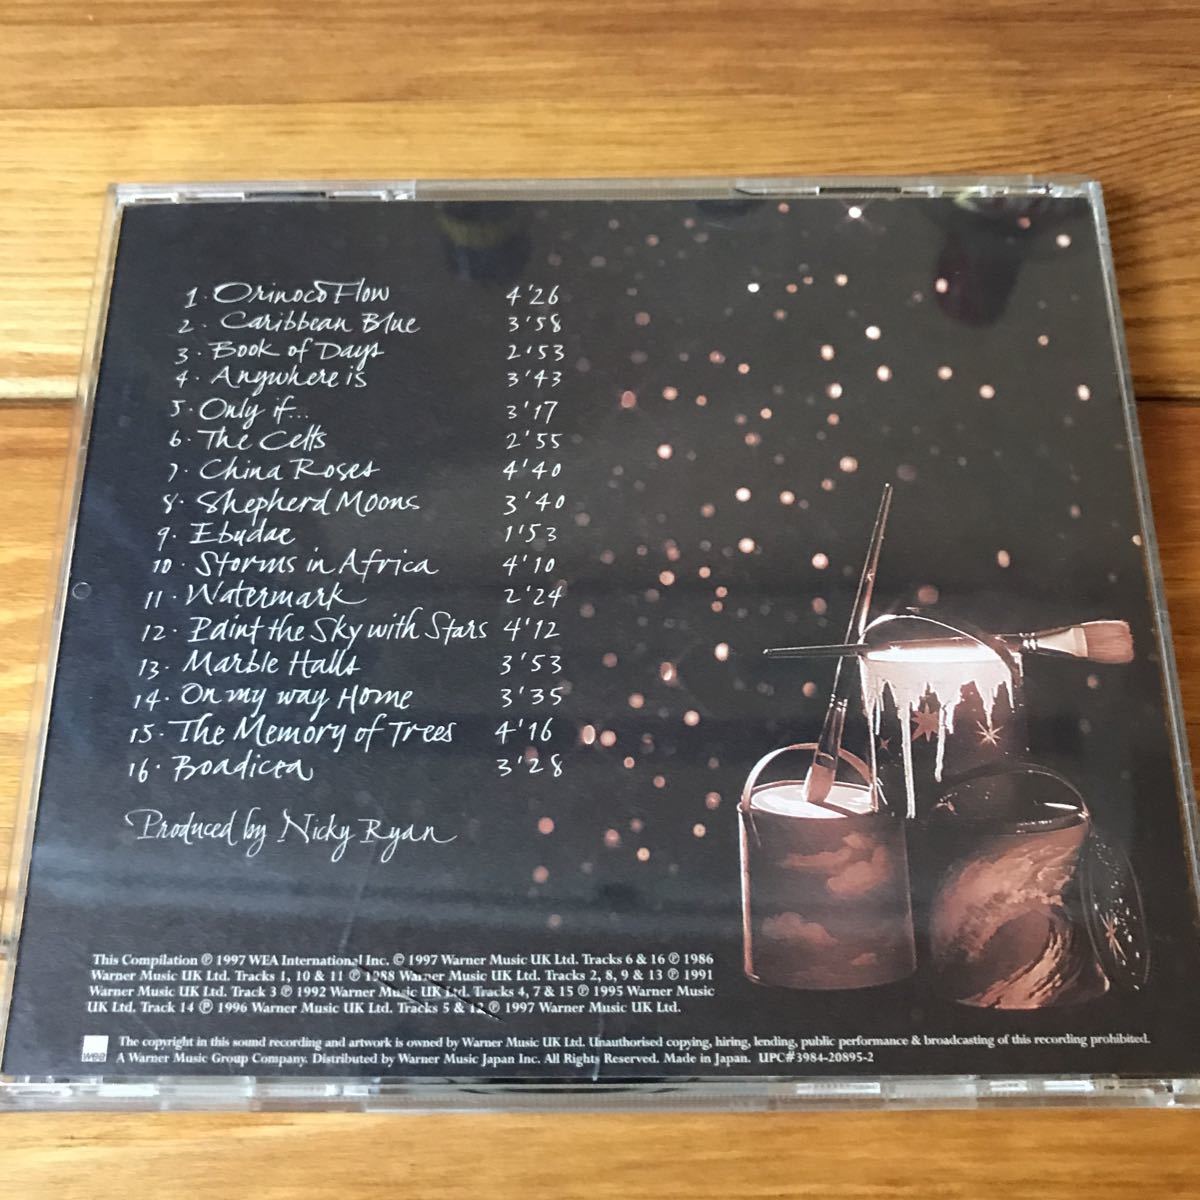 1. Orinoco Flow 4'26
2. Caribbean Blue 3'58
3. Book of Days 2'53
4. Anywhere is 3'43
5. Only if... 3'17
6. The Celts 2'55
7. China Roses 4'40
8. Shepherd Moons 3'40
9. Ebudae 1'53
10. Storms in Africa 4'10
11. Watermark 2'24
12. Paint the Sky with Stars 4'12
13. Marble Halls 3'53
14. On my way Home 3'35
15. The Memory of Trees 4'16
16. Boadicea 3'28
Produced by Nicky Ryan
This Compilation ℗ 1997 WEA International Inc. © 1997 Warner Music UK Ltd. Tracks 6 & 16 ℗ 1986
Warner Music UK Ltd. Tracks 1, 10 & 11 ℗ 1988 Warner Music UK Ltd. Tracks 2, 8, 9 & 13 ℗ 1991
Warner Music UK Ltd. Track 3 ℗ 1992 Warner Music UK Ltd. Tracks 4, 7 & 15 ℗ 1995 Warner Music
UK Ltd. Track 14 ℗ 1996 Warner Music UK Ltd. Tracks 5 & 12 ℗ 1997 Warner Music UK Ltd.
wea
The copyright in this sound recording and artwork is owned by Warner Music UK Ltd. Unauthorised copying, hiring, lending, public performance & broadcasting of this recording prohibited.
A Warner Music Group Company. Distributed by Warner Music Japan Inc. All Rights Reserved. Made in Japan. UPC#3984-20895-2